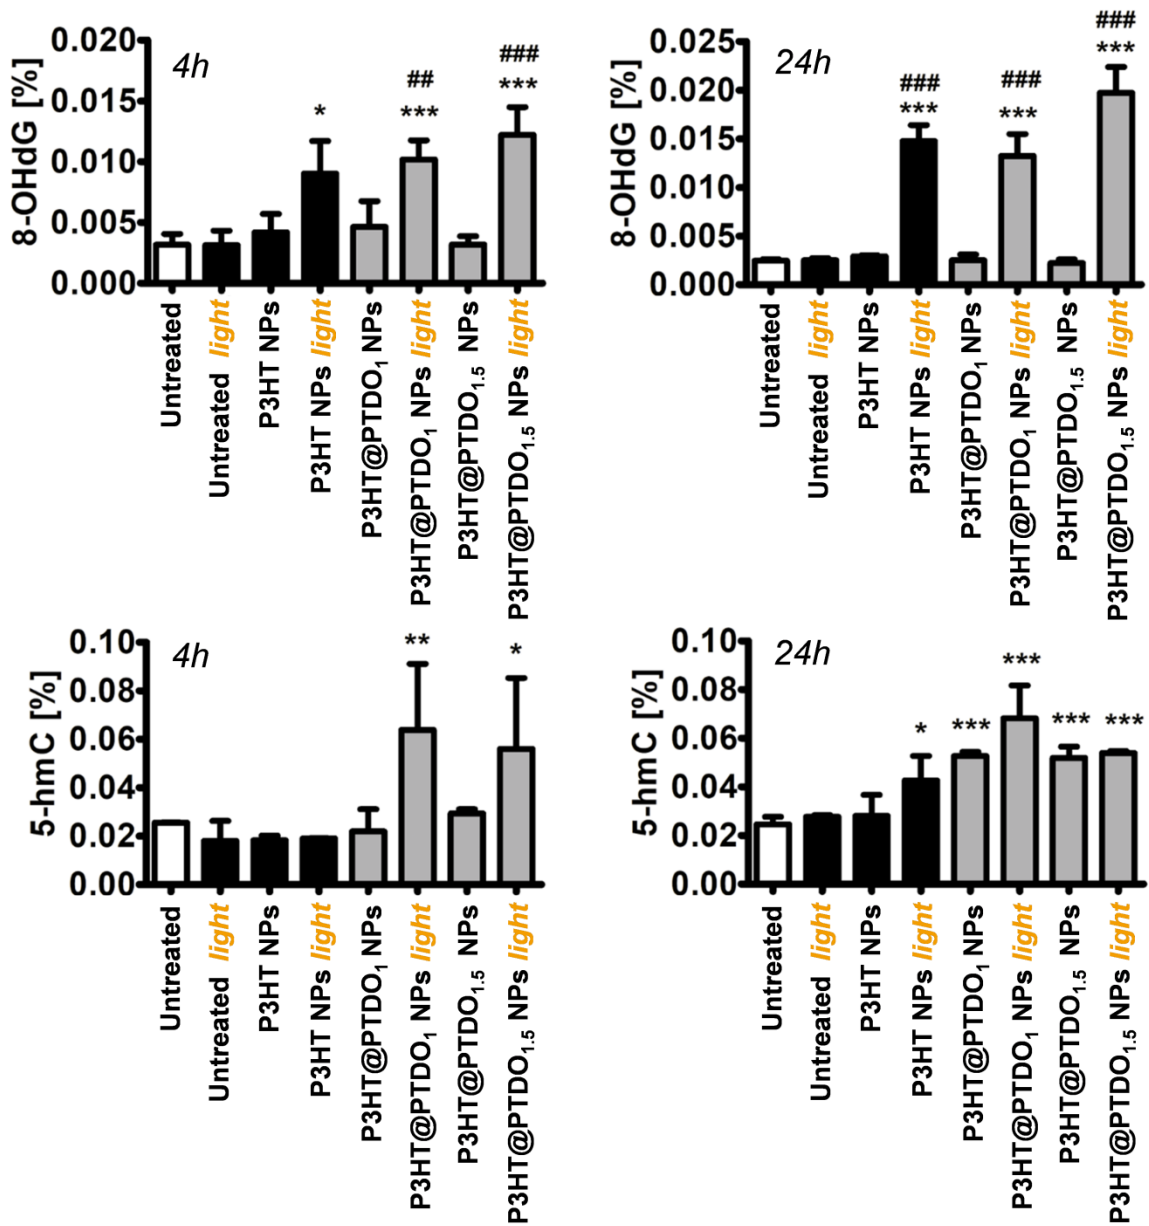 8-OHdG [%]
4h
0.020
0.015
0.010
0.005
0.000
*
##
***
###
***
Untreated
Untreated light
P3HT NPs
P3HT NPs light
P3HT@PTDO₁ NPs
P3HT@PTDO₁ NPs light
P3HT@PTDO₁.₅ NPs
P3HT@PTDO₁.₅ NPs light
8-OHdG [%]
24h
0.025
0.020
0.015
0.010
0.005
0.000
###
***
###
***
###
***
Untreated
Untreated light
P3HT NPs
P3HT NPs light
P3HT@PTDO₁ NPs
P3HT@PTDO₁ NPs light
P3HT@PTDO₁.₅ NPs
P3HT@PTDO₁.₅ NPs light
5-hmC [%]
4h
0.10
0.08
0.06
0.04
0.02
0.00
**
*
Untreated
Untreated light
P3HT NPs
P3HT NPs light
P3HT@PTDO₁ NPs
P3HT@PTDO₁ NPs light
P3HT@PTDO₁.₅ NPs
P3HT@PTDO₁.₅ NPs light
5-hmC [%]
24h
0.10
0.08
0.06
0.04
0.02
0.00
*
***
***
***
***
Untreated
Untreated light
P3HT NPs
P3HT NPs light
P3HT@PTDO₁ NPs
P3HT@PTDO₁ NPs light
P3HT@PTDO₁.₅ NPs
P3HT@PTDO₁.₅ NPs light